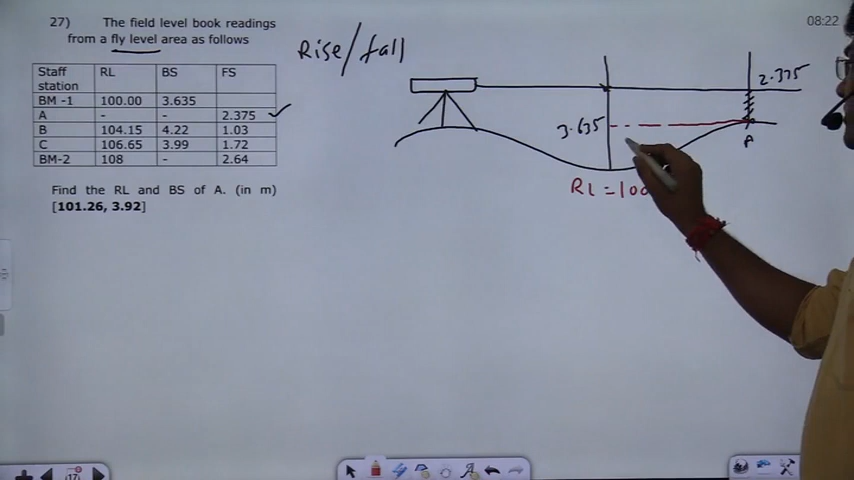 27) The field level book readings
from a fly level area as follows
Staff station RL BS FS
BM -1 100.00 3.635
A - - 2.375
B 104.15 4.22 1.03
C 106.65 3.99 1.72
BM-2 108 - 2.64
Find the RL and BS of A. (in m)
[101.26, 3.92]
Rise/fall
08:22
2.375
3.635
A
RL = 100
(17)